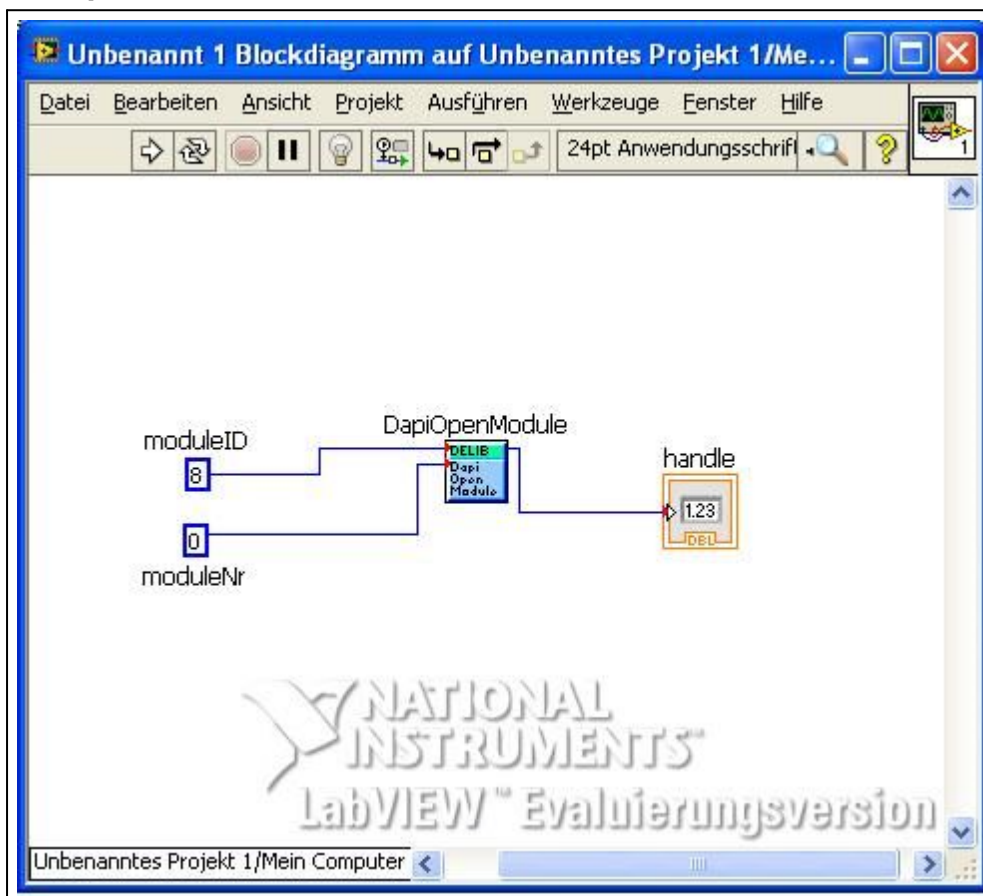 Unbenannt 1 Blockdiagramm auf Unbenanntes Projekt 1/Me...
Datei Bearbeiten Ansicht Projekt Ausführen Werkzeuge Fenster Hilfe
24pt Anwendungsschrift
1
moduleID
8
0
moduleNr
DapiOpenModule
DELIB
Dapi
Open
Module
handle
1.23
DBL
NATIONAL
INSTRUMENTS™
LabVIEW™ Evaluierungsversion
Unbenanntes Projekt 1/Mein Computer